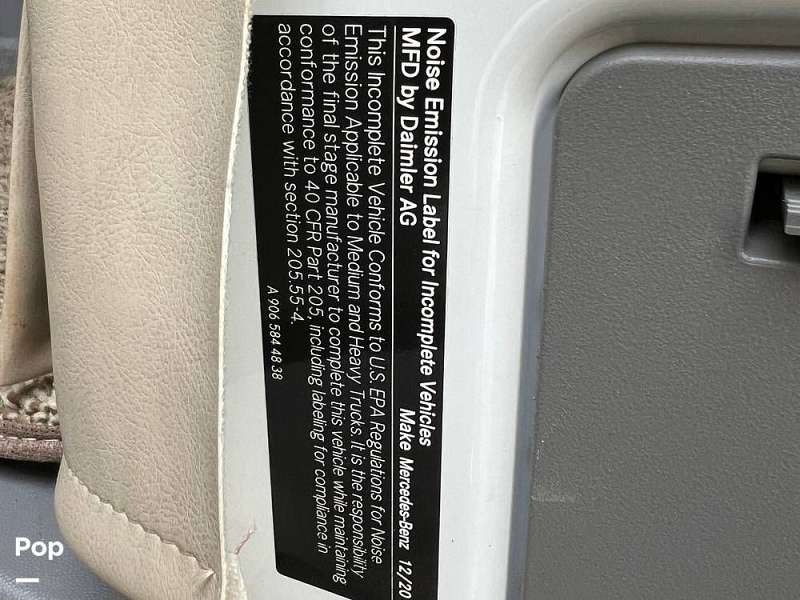 Noise Emission Label for Incomplete Vehicles
MFD by Daimler AG Make Mercedes-Benz 12/20
This Incomplete Vehicle Conforms to U.S. EPA Regulations for Noise
Emission Applicable to Medium and Heavy Trucks. It is the responsibility
of the final stage manufacturer to complete this vehicle while maintaining
conformance to 40 CFR Part 205, including labeling for compliance in
accordance with section 205.55-4.
A 906 584 48 38
Pop